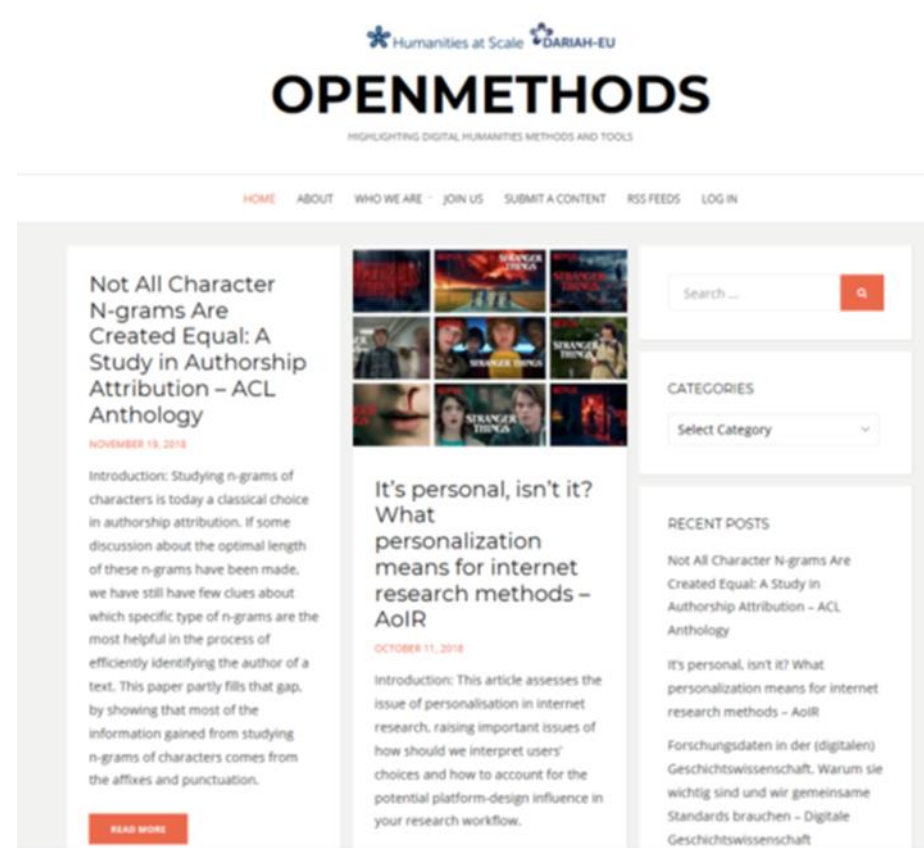 Humanities at Scale DARIAH-EU
OPENMETHODS
HIGHLIGHTING DIGITAL HUMANITIES METHODS AND TOOLS
HOME ABOUT WHO WE ARE JOIN US SUBMIT A CONTENT RSS FEEDS LOG IN
Not All Character
N-grams Are
Created Equal: A
Study in Authorship
Attribution – ACL
Anthology
NOVEMBER 19, 2018
Introduction: Studying n-grams of
characters is today a classical choice
in authorship attribution. If some
discussion about the optimal length
of these n-grams have been made,
we have still have few clues about
which specific type of n-grams are the
most helpful in the process of
efficiently identifying the author of a
text. This paper partly fills that gap,
by showing that most of the
information gained from studying
n-grams of characters comes from
the affixes and punctuation.
READ MORE
STRANGER
THINGS
STRANGER THINGS
STRANGER
THINGS
STRANGER
THINGS
It's personal, isn't it?
What
personalization
means for internet
research methods –
AoIR
OCTOBER 11, 2018
Introduction: This article assesses the
issue of personalisation in internet
research, raising important issues of
how should we interpret users'
choices and how to account for the
potential platform-design influence in
your research workflow.
Search ...
CATEGORIES
Select Category
RECENT POSTS
Not All Character N-grams Are
Created Equal: A Study in
Authorship Attribution – ACL
Anthology
It's personal, isn't it? What
personalization means for internet
research methods – AoIR
Forschungsdaten in der (digitalen)
Geschichtswissenschaft. Warum sie
wichtig sind und wir gemeinsame
Standards brauchen – Digitale
Geschichtswissenschaft